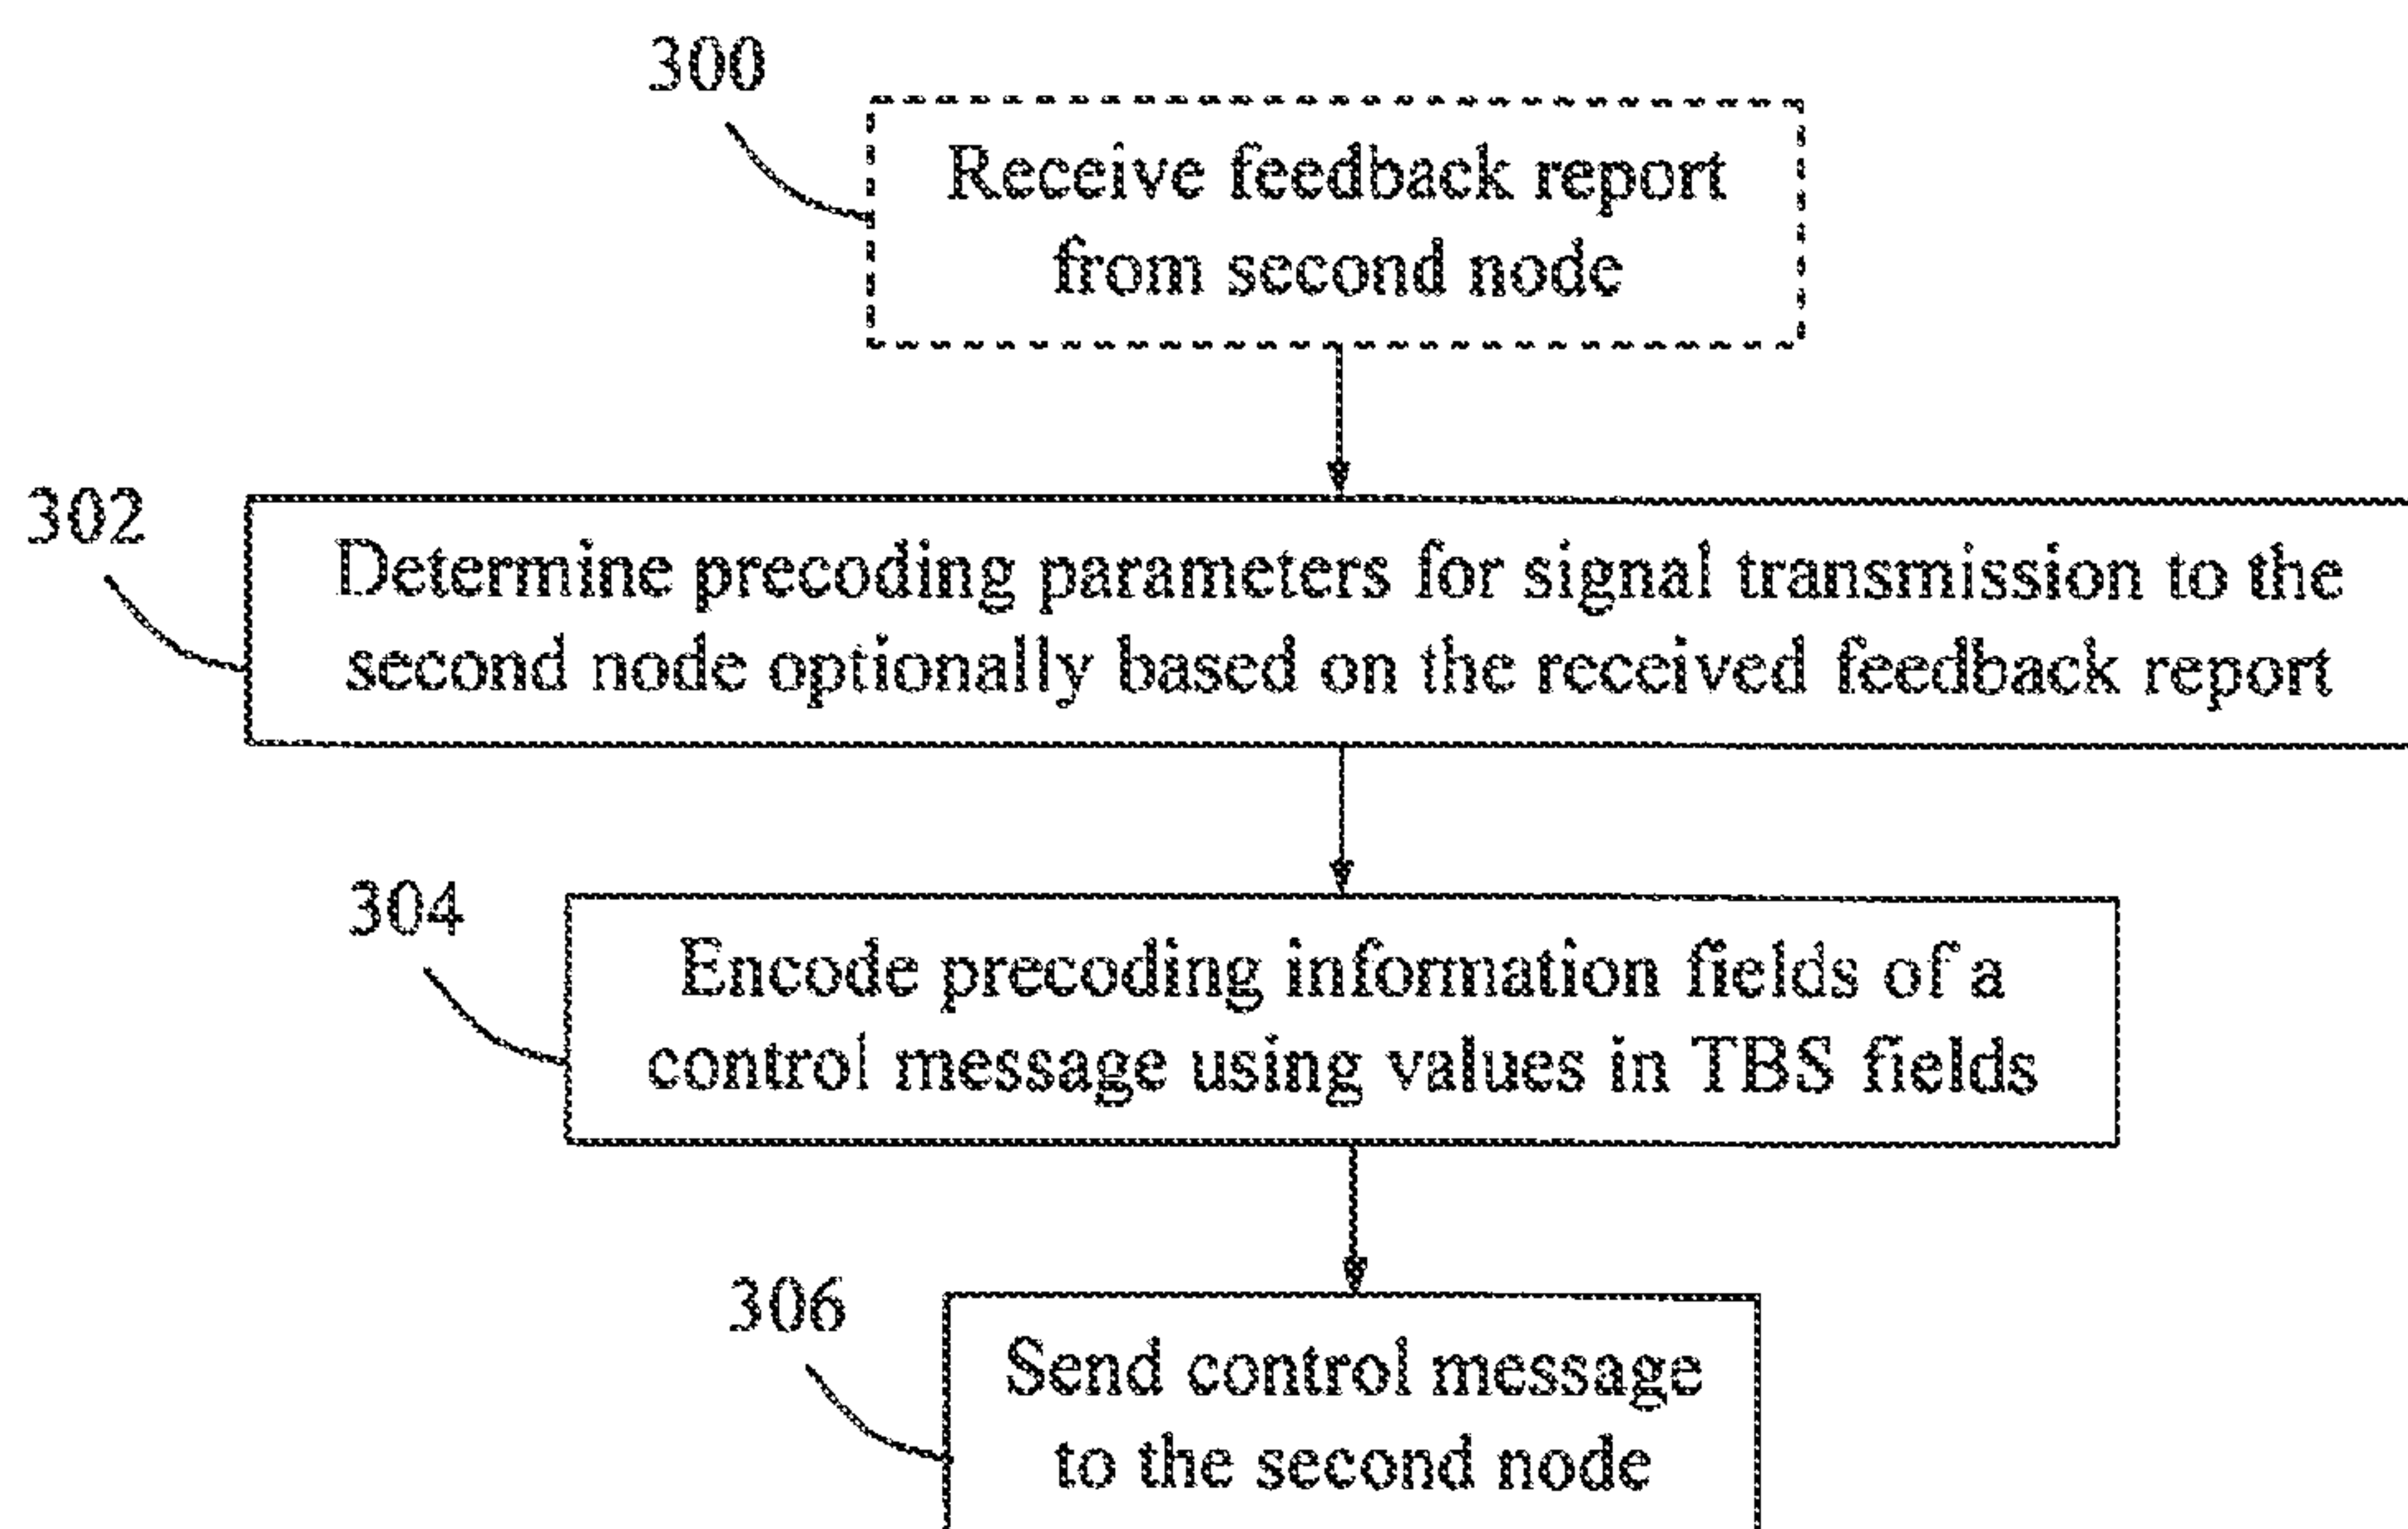 300
Receive feedback report
from second node
302
Determine precoding parameters for signal transmission to the
second node optionally based on the received feedback report
304
Encode precoding information fields of a
control message using values in TBS fields
306
Send control message
to the second node